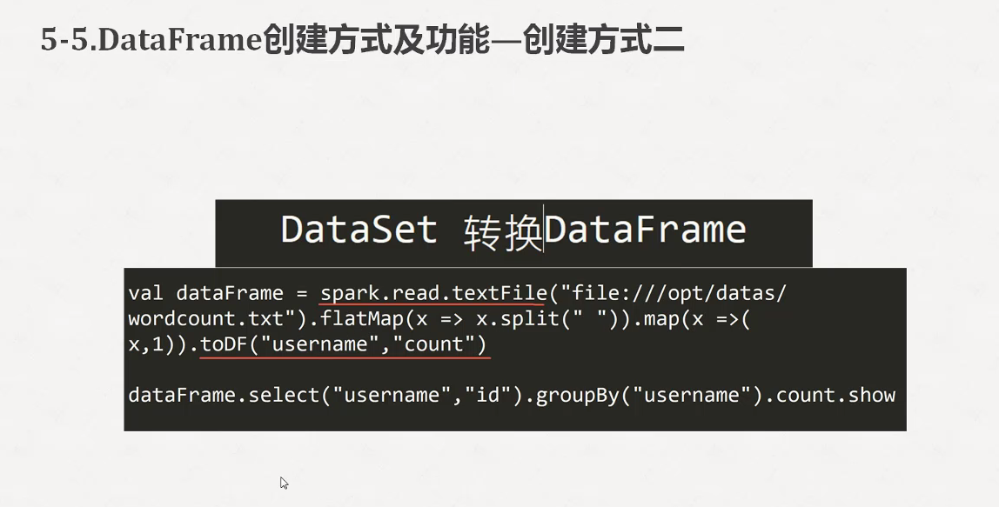 5-5.DataFrame创建方式及功能—创建方式二
DataSet 转换DataFrame
val dataFrame = spark.read.textFile("file:///opt/datas/
wordcount.txt").flatMap(x => x.split(" ")).map(x =>(
x,1)).toDF("username","count")
dataFrame.select("username","id").groupBy("username").count.show